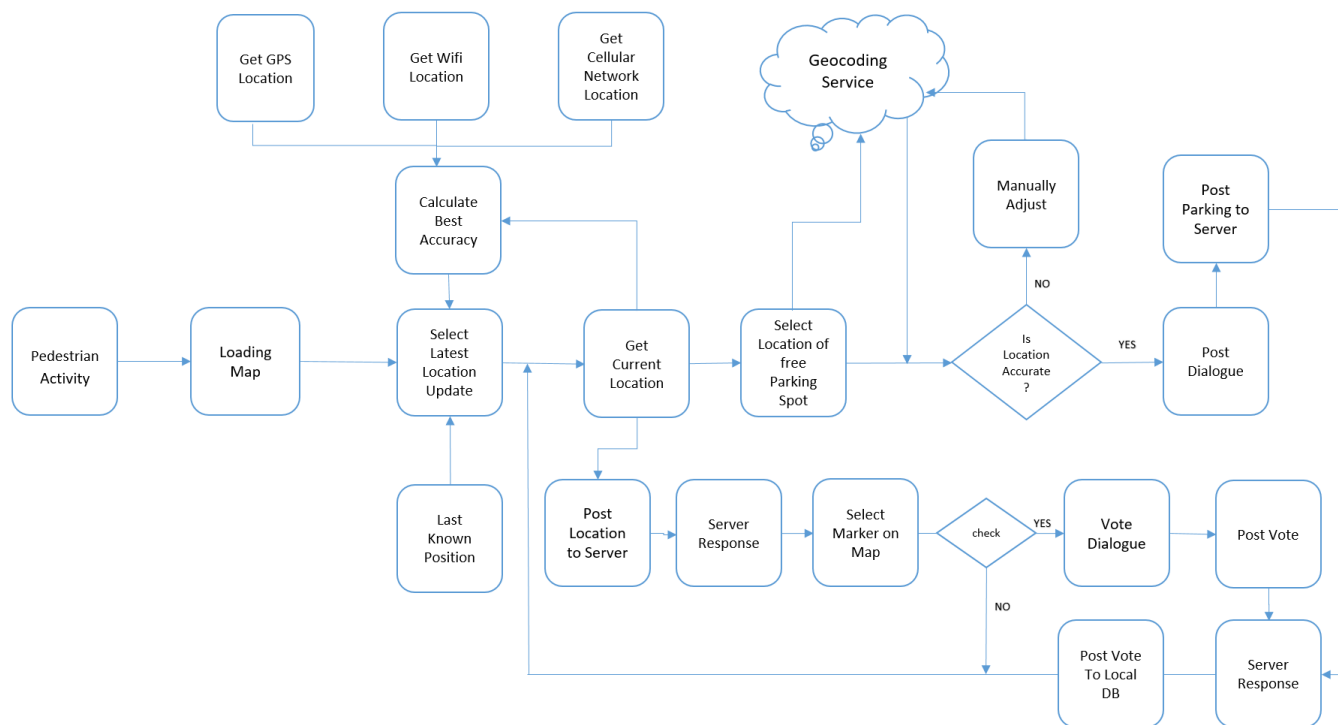 Get GPS
Location
Get Wifi
Location
Get
Cellular
Network
Location
Geocoding
Service
Calculate
Best
Accuracy
Manually
Adjust
Post
Parking to
Server
NO
Pedestrian
Activity
Loading
Map
Select
Latest
Location
Update
Get
Current
Location
Select
Location of
free
Parking
Spot
Is
Location
Accurate
?
YES
Post
Dialogue
Last
Known
Position
Post
Location
to Server
Server
Response
Select
Marker on
Map
check
YES
Vote
Dialogue
Post Vote
NO
Post Vote
To Local
DB
Server
Response